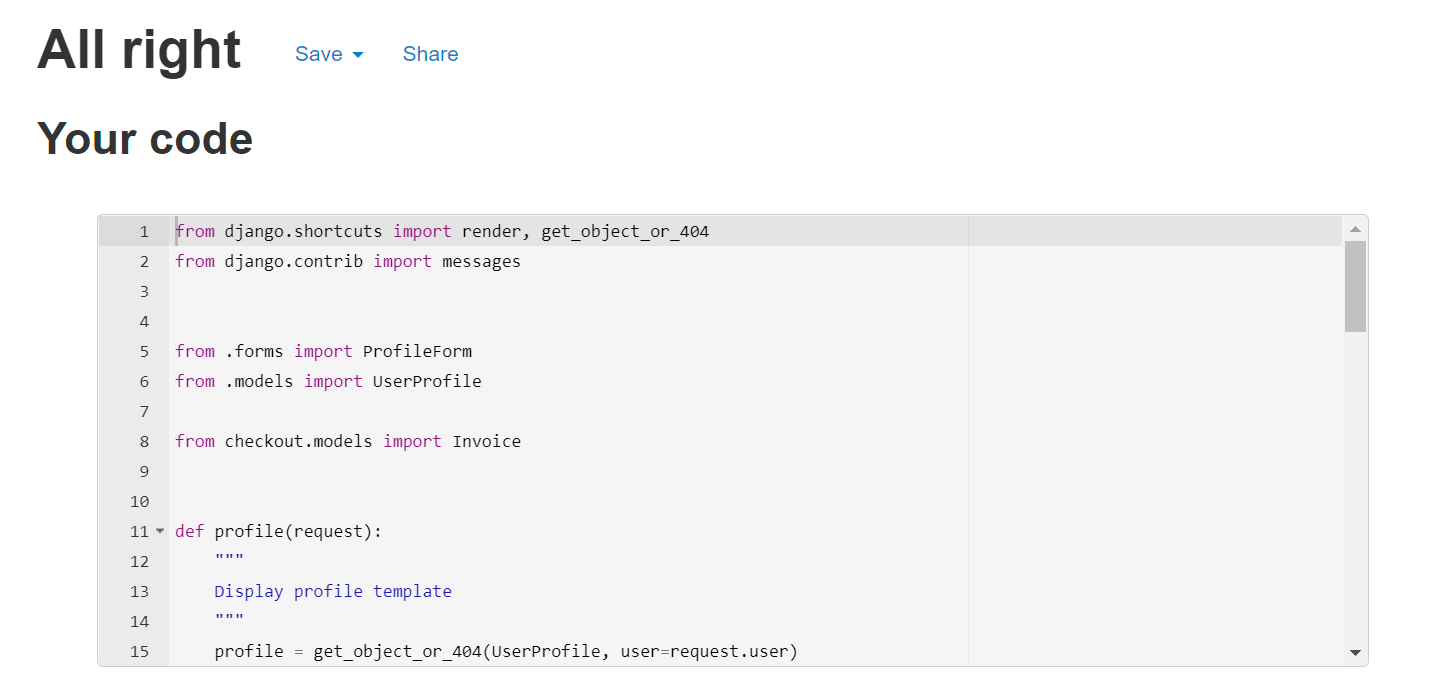 All right Save Share
Your code
1 from django.shortcuts import render, get_object_or_404
2 from django.contrib import messages
3
4
5 from .forms import ProfileForm
6 from .models import UserProfile
7
8 from checkout.models import Invoice
9
10
11 def profile(request):
12     """
13     Display profile template
14     """
15     profile = get_object_or_404(UserProfile, user=request.user)